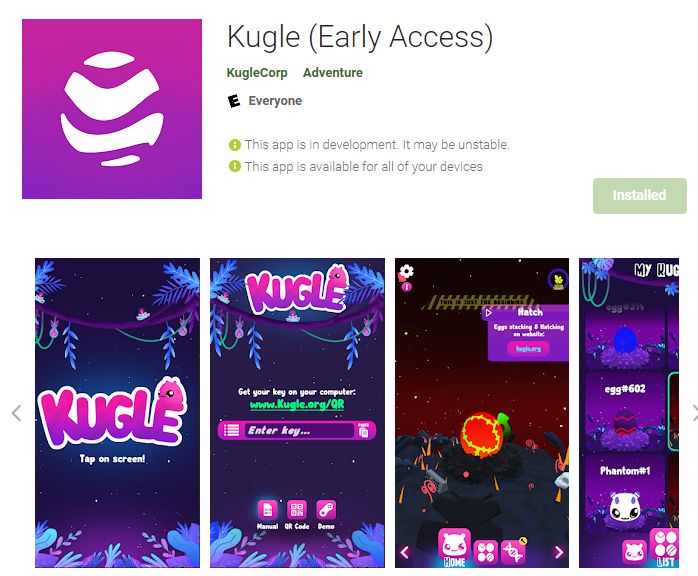 Kugle (Early Access)
KugleCorp Adventure
E Everyone
This app is in development. It may be unstable.
This app is available for all of your devices
Installed
KUGLE
Tap on screen!
KUGLE
Get your key on your computer:
www.Kugle.org/QR
Enter key...
PASTE
Manual QR Code Demo
Hatch
Eggs stacking & Hatching
on website:
kugle.org
HOME
My Kug
egg#314
egg#602
Phantom#1
LIST